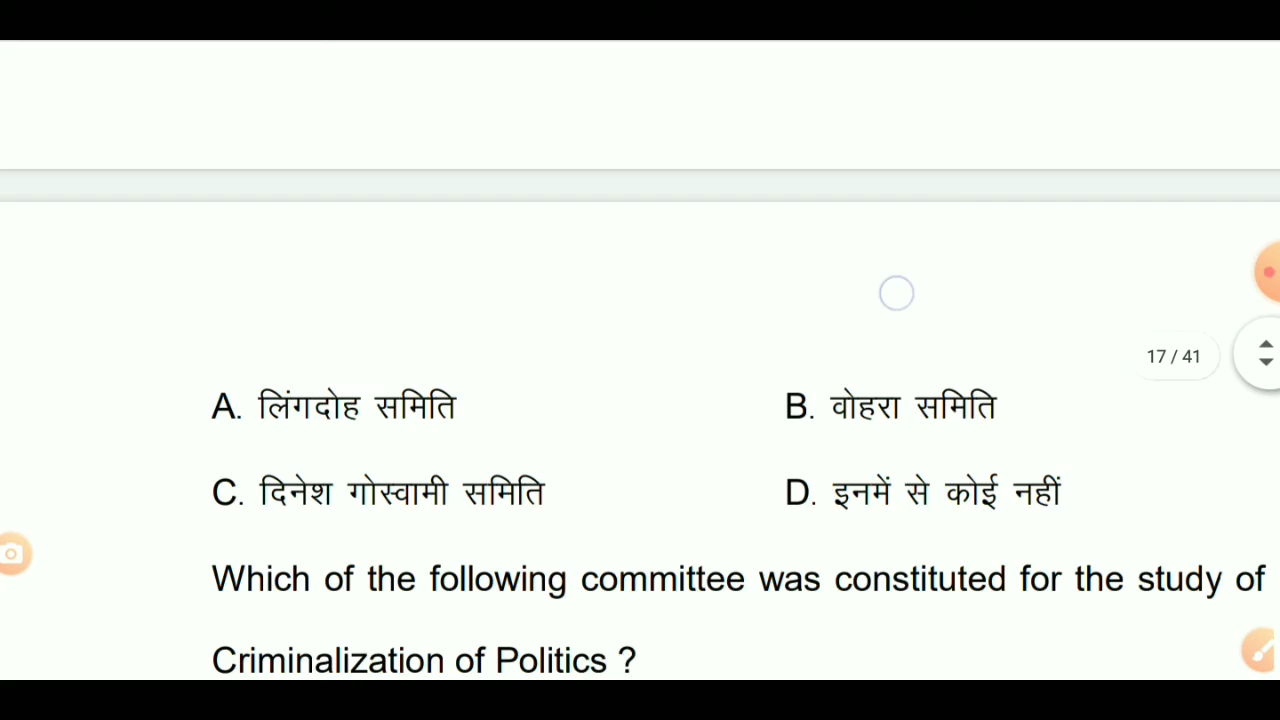 17 / 41
A. लिंगदोह समिति B. वोहरा समिति
C. दिनेश गोस्वामी समिति D. इनमें से कोई नहीं
Which of the following committee was constituted for the study of
Criminalization of Politics ?